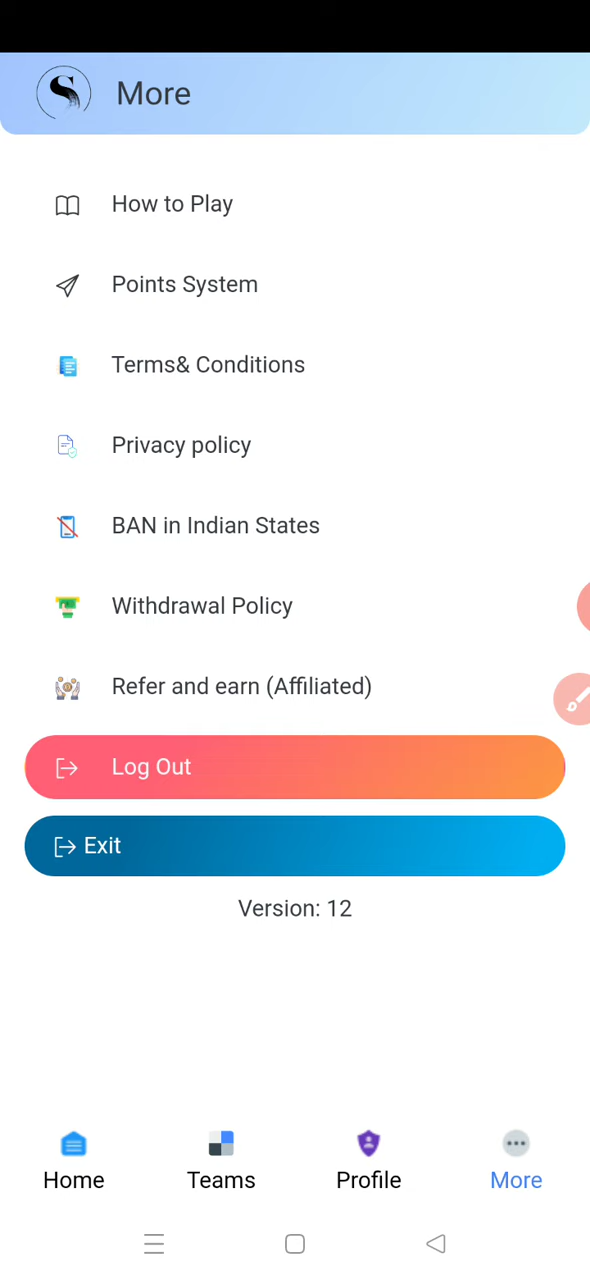 S More
How to Play
Points System
Terms& Conditions
Privacy policy
BAN in Indian States
Withdrawal Policy
Refer and earn (Affiliated)
Log Out
Exit
Version: 12
Home Teams Profile More